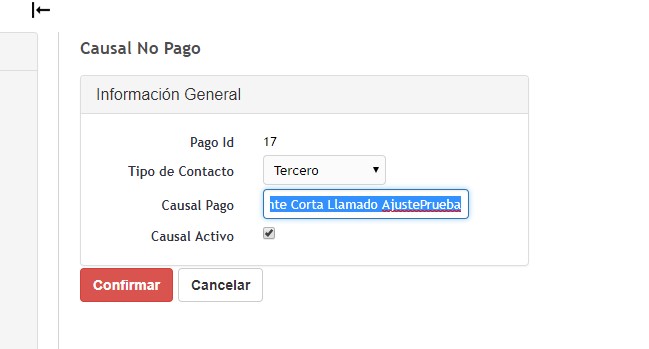 Causal No Pago
Información General
Pago Id 17
Tipo de Contacto Tercero
Causal Pago nte Corta Llamado AjustePrueba
Causal Activo
Confirmar Cancelar